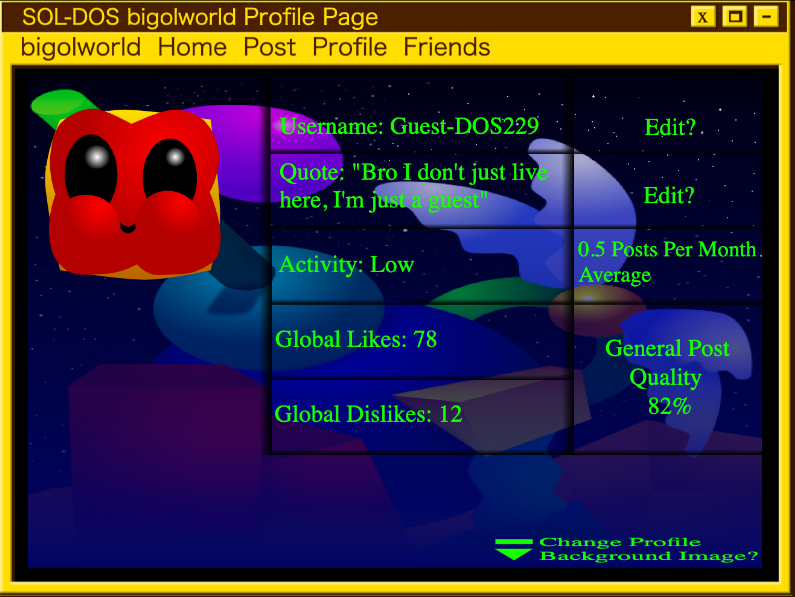 SOL-DOS bigolworld Profile Page
X
bigolworld Home Post Profile Friends
Username: Guest-DOS229
Edit?
Quote: "Bro I don't just live
here, I'm just a guest"
Edit?
Activity: Low
0.5 Posts Per Month
Average
Global Likes: 78
General Post
Quality
82%
Global Dislikes: 12
Change Profile
Background Image?